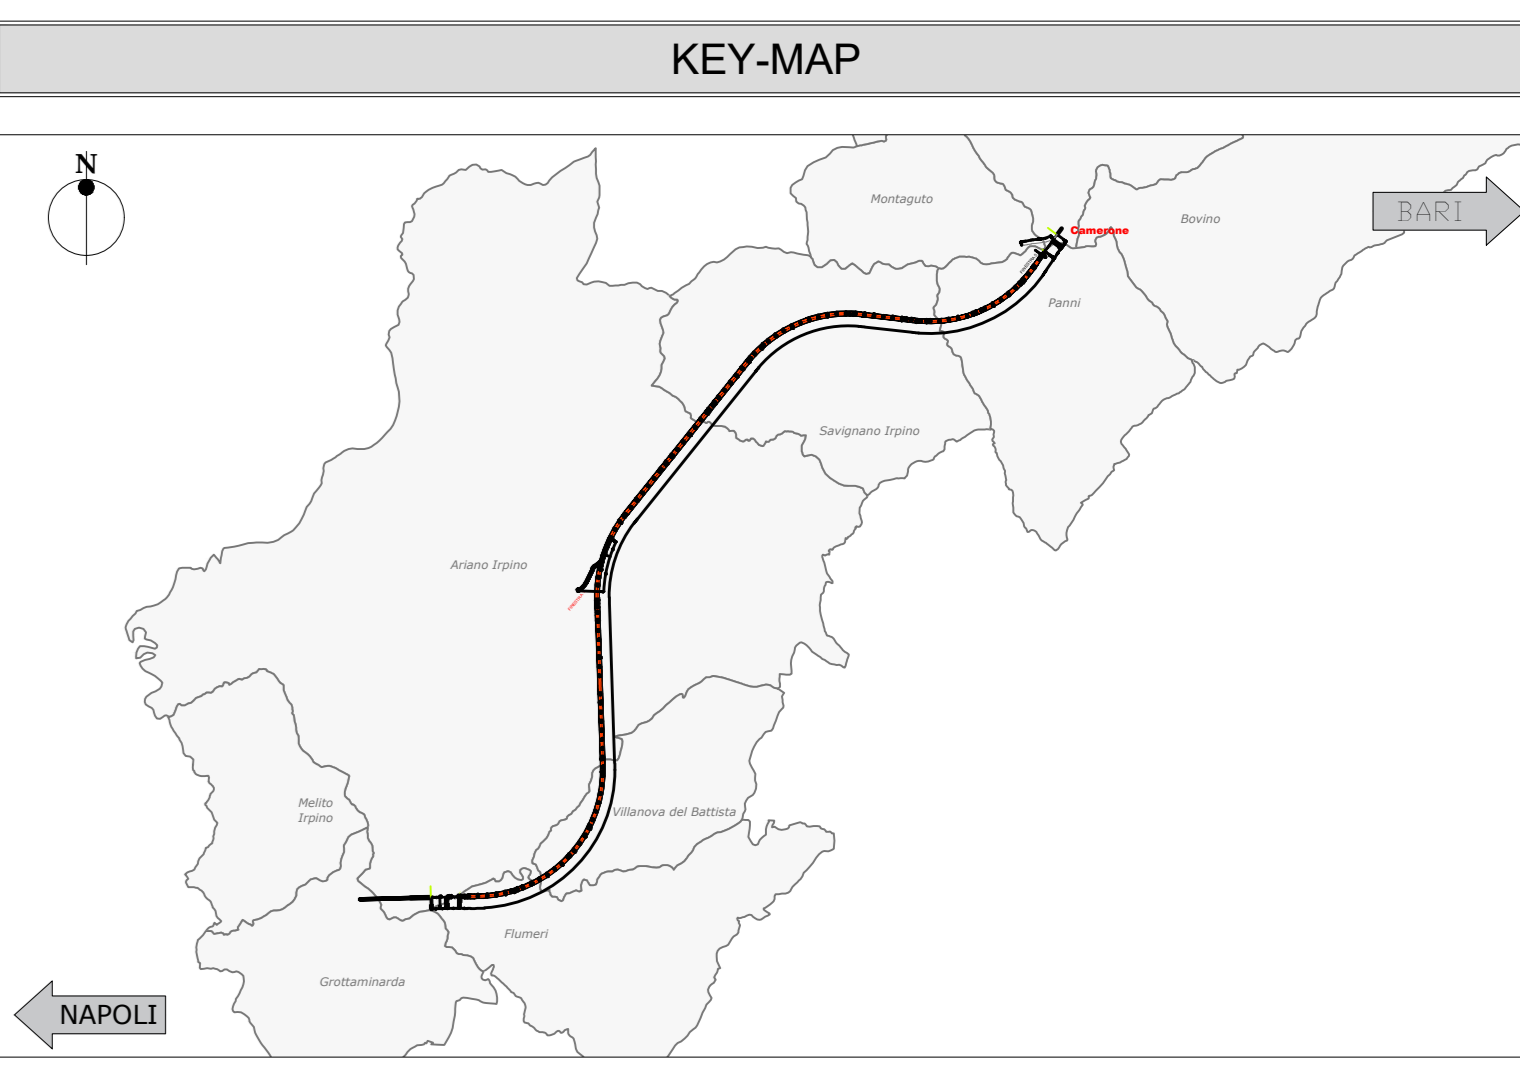 KEY-MAP
N
Montaguto
Bovino
BARI
Camerone
Panni
Savignano Irpino
Ariano Irpino
Melito
Irpino
Villanova del Battista
Flumeri
Grottaminarda
NAPOLI